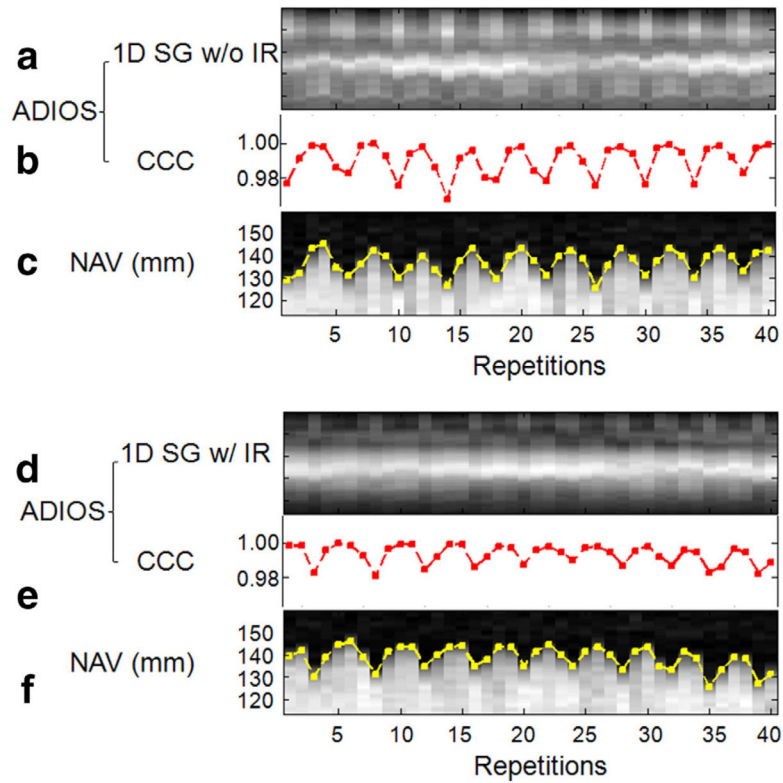 a
1D SG w/o IR
ADIOS
b
CCC
1.00
0.98
c
NAV (mm)
150
140
130
120
5 10 15 20 25 30 35 40
Repetitions
d
1D SG w/ IR
ADIOS
e
CCC
1.00
0.98
f
NAV (mm)
150
140
130
120
5 10 15 20 25 30 35 40
Repetitions